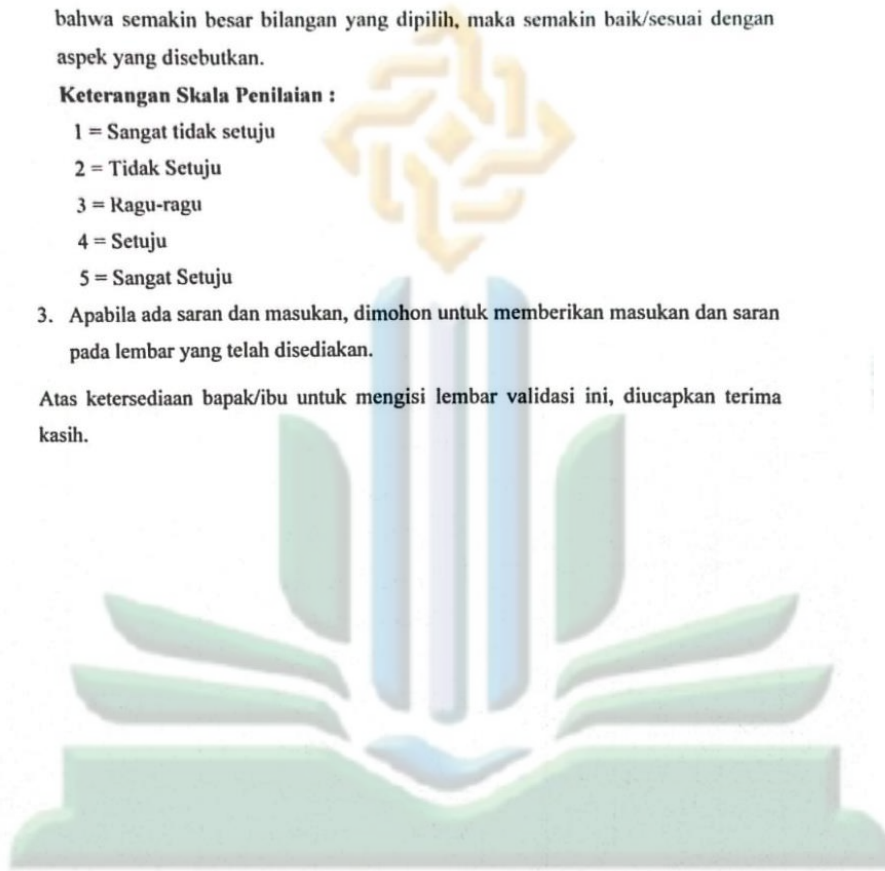 bahwa semakin besar bilangan yang dipilih, maka semakin baik/sesuai dengan
aspek yang disebutkan.
Keterangan Skala Penilaian :
1 = Sangat tidak setuju
2 = Tidak Setuju
3 = Ragu-ragu
4 = Setuju
5 = Sangat Setuju
3. Apabila ada saran dan masukan, dimohon untuk memberikan masukan dan saran
pada lembar yang telah disediakan.
Atas ketersediaan bapak/ibu untuk mengisi lembar validasi ini, diucapkan terima
kasih.